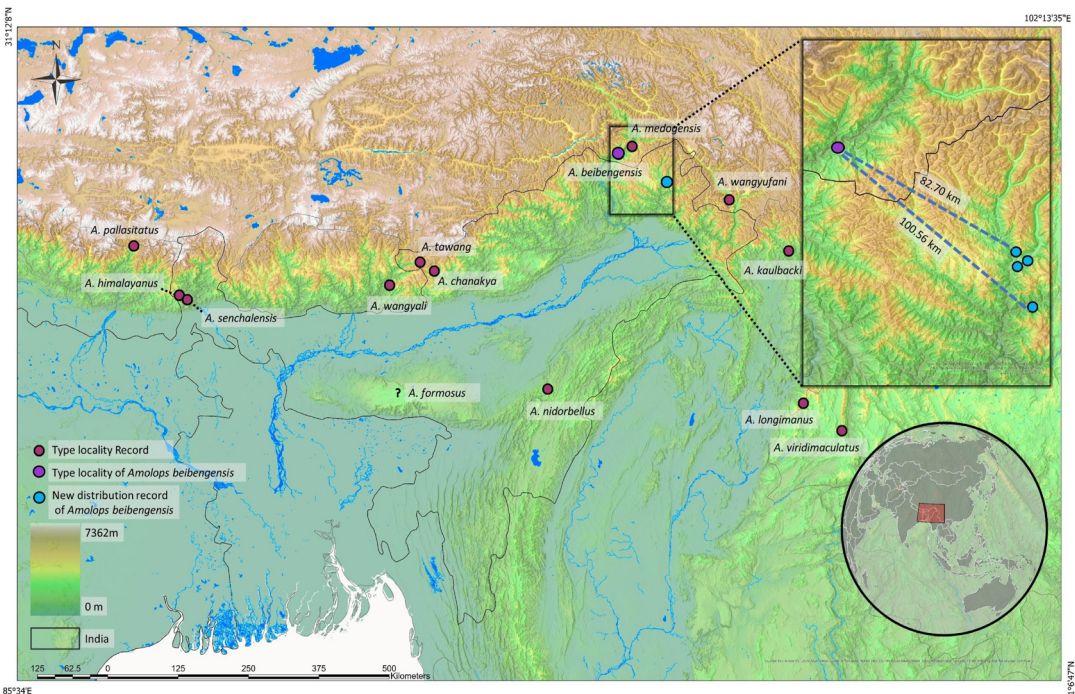 31°12'8"N
102°13'35"E
N
A. medogensis
A. beibengensis
A. wangyufani
A. pallasitatus
A. tawang
A. chanakya
A. himalayanus
A. wangyali
A. senchalensis
A. kaulbacki
82.70 km
100.56 km
? A. formosus
A. nidorbellus
A. longimanus
A. viridimaculatus
Type locality Record
Type locality of Amolops beibengensis
New distribution record
of Amolops beibengensis
7362m
0 m
India
125 62.5 0 125 250 375 500
Kilometers
85°34'E
1°6'47"N